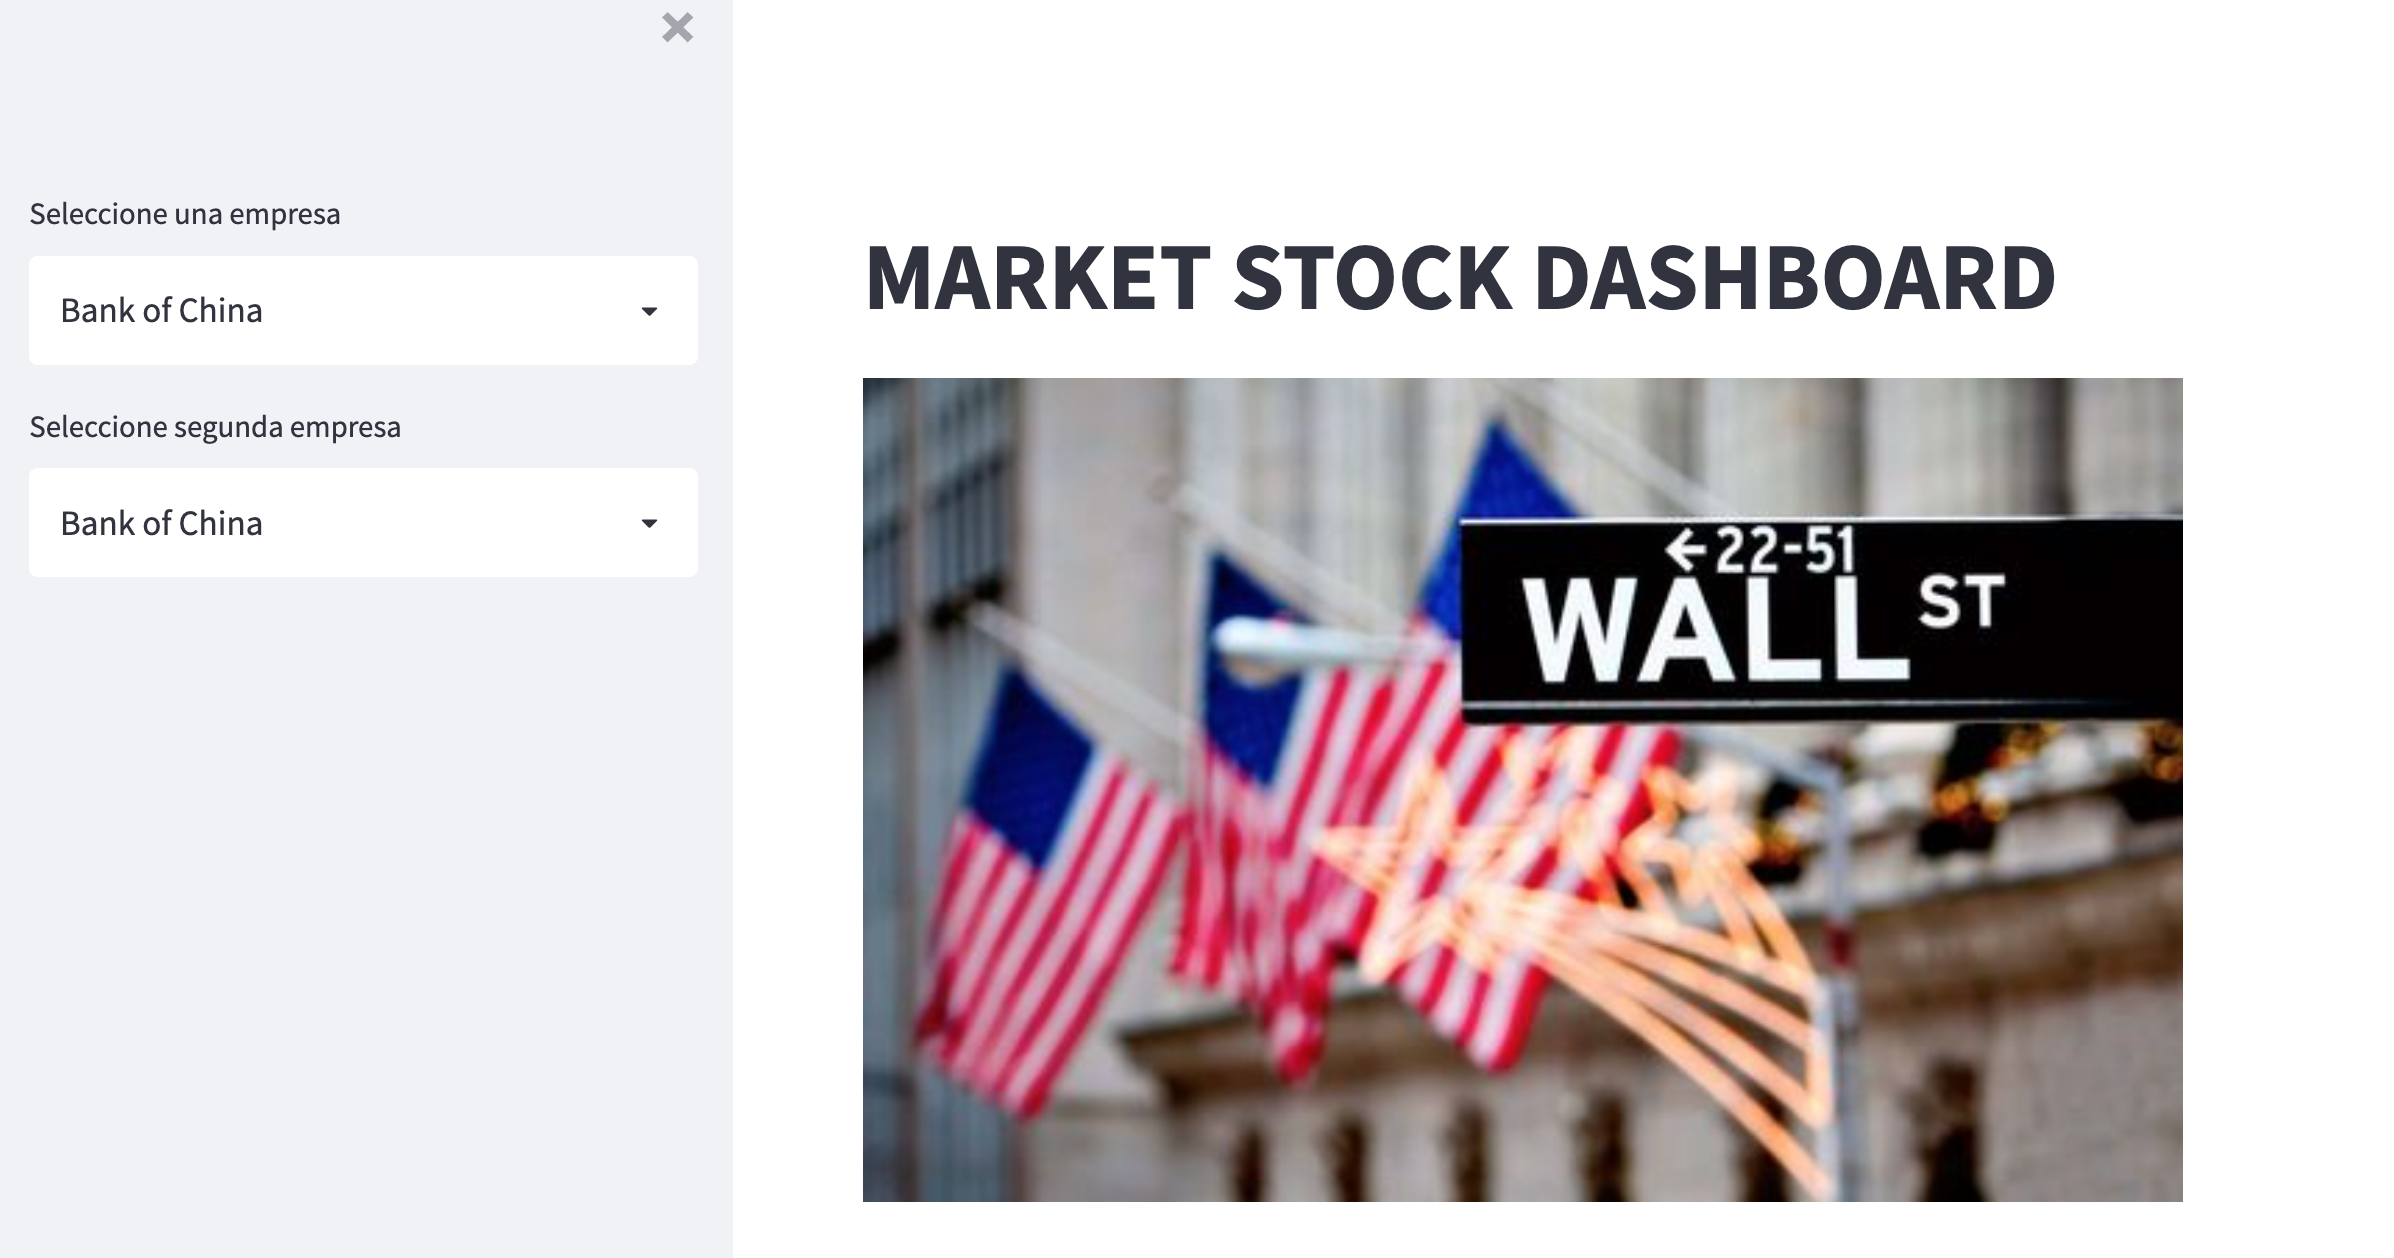 Seleccione una empresa
Bank of China
Seleccione segunda empresa
Bank of China
MARKET STOCK DASHBOARD
←22-51
WALL ST